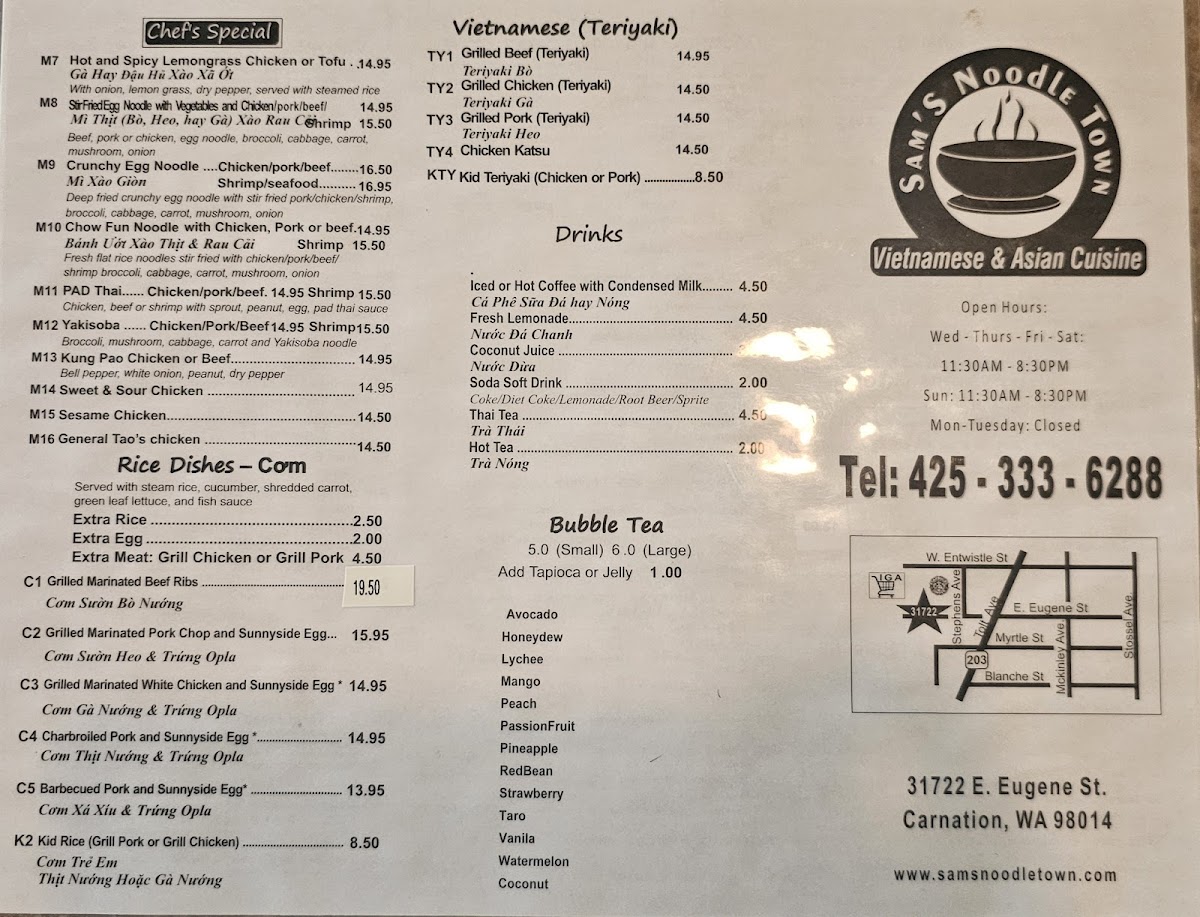 Chef's Special
M7 Hot and Spicy Lemongrass Chicken or Tofu . .14.95
Gà Hay Đậu Hủ Xào Xã Ớt
With onion, lemon grass, dry pepper, served with steamed rice
M8 Stir Fried Egg Noodle with Vegetables and Chicken/pork/beef/ 14.95
Mì Thịt (Bò, Heo, hay Gà) Xào Rau Cải Shrimp 15.50
Beef, pork or chicken, egg noodle, broccoli, cabbage, carrot,
mushroom, onion
M9 Crunchy Egg Noodle ....Chicken/pork/beef........16.50
Mì Xào Giòn Shrimp/seafood.......... 16.95
Deep fried crunchy egg noodle with stir fried pork/chicken/shrimp,
broccoli, cabbage, carrot, mushroom, onion
M10 Chow Fun Noodle with Chicken, Pork or beef.14.95
Bánh Ướt Xào Thịt & Rau Cải Shrimp 15.50
Fresh flat rice noodles stir fried with chicken/pork/beef/
shrimp broccoli, cabbage, carrot, mushroom, onion
M11 PAD Thai...... Chicken/pork/beef. 14.95 Shrimp 15.50
Chicken, beef or shrimp with sprout, peanut, egg, pad thai sauce
M12 Yakisoba ...... Chicken/Pork/Beef 14.95 Shrimp 15.50
Broccoli, mushroom, cabbage, carrot and Yakisoba noodle
M13 Kung Pao Chicken or Beef............................ 14.95
Bell pepper, white onion, peanut, dry pepper
M14 Sweet & Sour Chicken ................................. 14.95
M15 Sesame Chicken.......................................... 14.50
M16 General Tao's chicken .................................. 14.50
Rice Dishes – Cơm
Served with steam rice, cucumber, shredded carrot,
green leaf lettuce, and fish sauce
Extra Rice ............................................2.50
Extra Egg ............................................2.00
Extra Meat: Grill Chicken or Grill Pork 4.50
C1 Grilled Marinated Beef Ribs .................................... 19.50
Cơm Sườn Bò Nướng
C2 Grilled Marinated Pork Chop and Sunnyside Egg... 15.95
Cơm Sườn Heo & Trứng Opla
C3 Grilled Marinated White Chicken and Sunnyside Egg * 14.95
Cơm Gà Nướng & Trứng Opla
C4 Charbroiled Pork and Sunnyside Egg *......................... 14.95
Cơm Thịt Nướng & Trứng Opla
C5 Barbecued Pork and Sunnyside Egg* ........................... 13.95
Cơm Xá Xíu & Trứng Opla
K2 Kid Rice (Grill Pork or Grill Chicken) .............................. 8.50
Cơm Trẻ Em
Thịt Nướng Hoặc Gà Nướng
Vietnamese (Teriyaki)
TY1 Grilled Beef (Teriyaki) 14.95
Teriyaki Bò
TY2 Grilled Chicken (Teriyaki) 14.50
Teriyaki Gà
TY3 Grilled Pork (Teriyaki) 14.50
Teriyaki Heo
TY4 Chicken Katsu 14.50
KTY Kid Teriyaki (Chicken or Pork) .................8.50
Drinks
Iced or Hot Coffee with Condensed Milk......... 4.50
Cà Phê Sữa Đá hay Nóng
Fresh Lemonade................................................ 4.50
Nước Đá Chanh
Coconut Juice ..................................................
Nước Dừa
Soda Soft Drink ................................................ 2.00
Coke/Diet Coke/Lemonade/Root Beer/Sprite
Thai Tea ............................................................ 4.50
Trà Thái
Hot Tea .............................................................. 2.00
Trà Nóng
Bubble Tea
5.0 (Small) 6.0 (Large)
Add Tapioca or Jelly 1.00
Avocado
Honeydew
Lychee
Mango
Peach
PassionFruit
Pineapple
RedBean
Strawberry
Taro
Vanila
Watermelon
Coconut
SAM'S NOODLE TOWN
Vietnamese & Asian Cuisine
Open Hours:
Wed - Thurs - Fri - Sat:
11:30AM - 8:30PM
Sun: 11:30AM - 8:30PM
Mon-Tuesday: Closed
Tel: 425 - 333 - 6288
W. Entwistle St
IGA
31722
Stephens Ave
Tolt Ave
E. Eugene St
Myrtle St
203
Blanche St
Mckinley Ave.
Stossel Ave.
31722 E. Eugene St.
Carnation, WA 98014
www.samsnoodletown.com